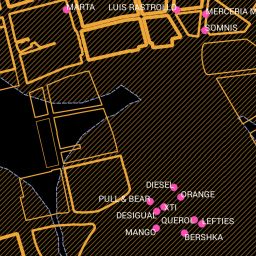 MARTA
LUIS RASTROLLO
MERCERIA M
SOMNIS
DIESEL
ORANGE
PULL & BEAR
XTI
DESIGUAL
QUEROL
LEFTIES
MANGO
BERSHKA